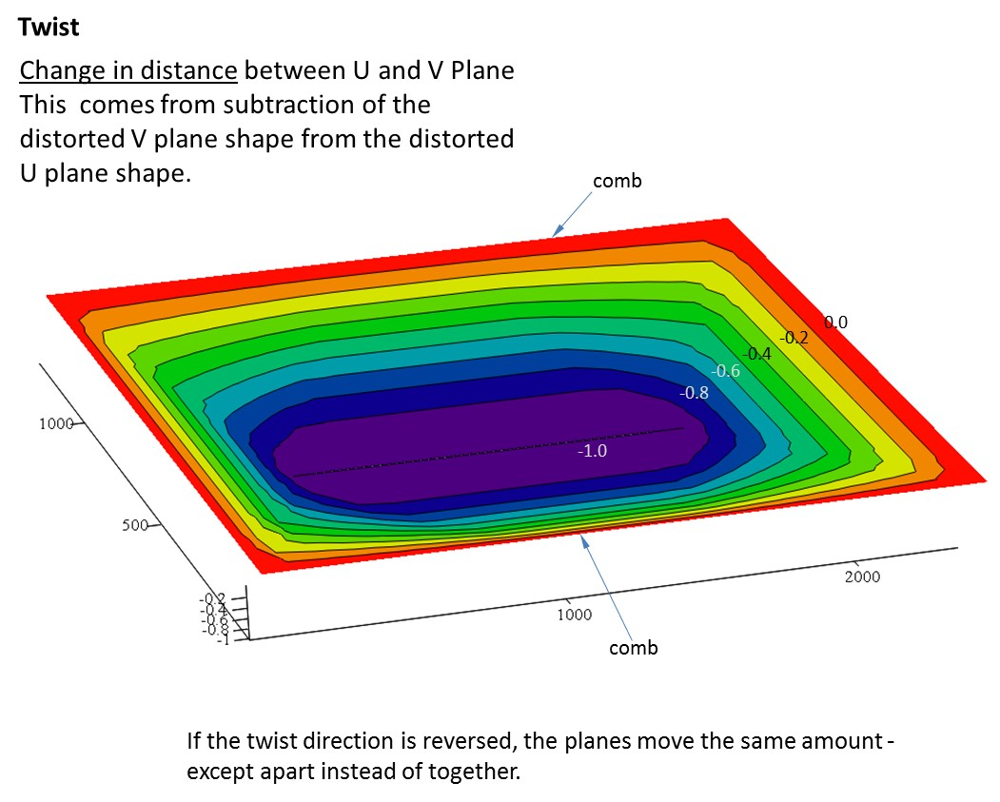 Twist
Change in distance between U and V Plane
This  comes from subtraction of the
distorted V plane shape from the distorted
U plane shape.
comb
0.0
-0.2
-0.4
-0.6
-0.8
1000
-1.0
500
2000
-0.2
-0.4
-0.6
-0.8
-1
1000
comb
If the twist direction is reversed, the planes move the same amount -
except apart instead of together.